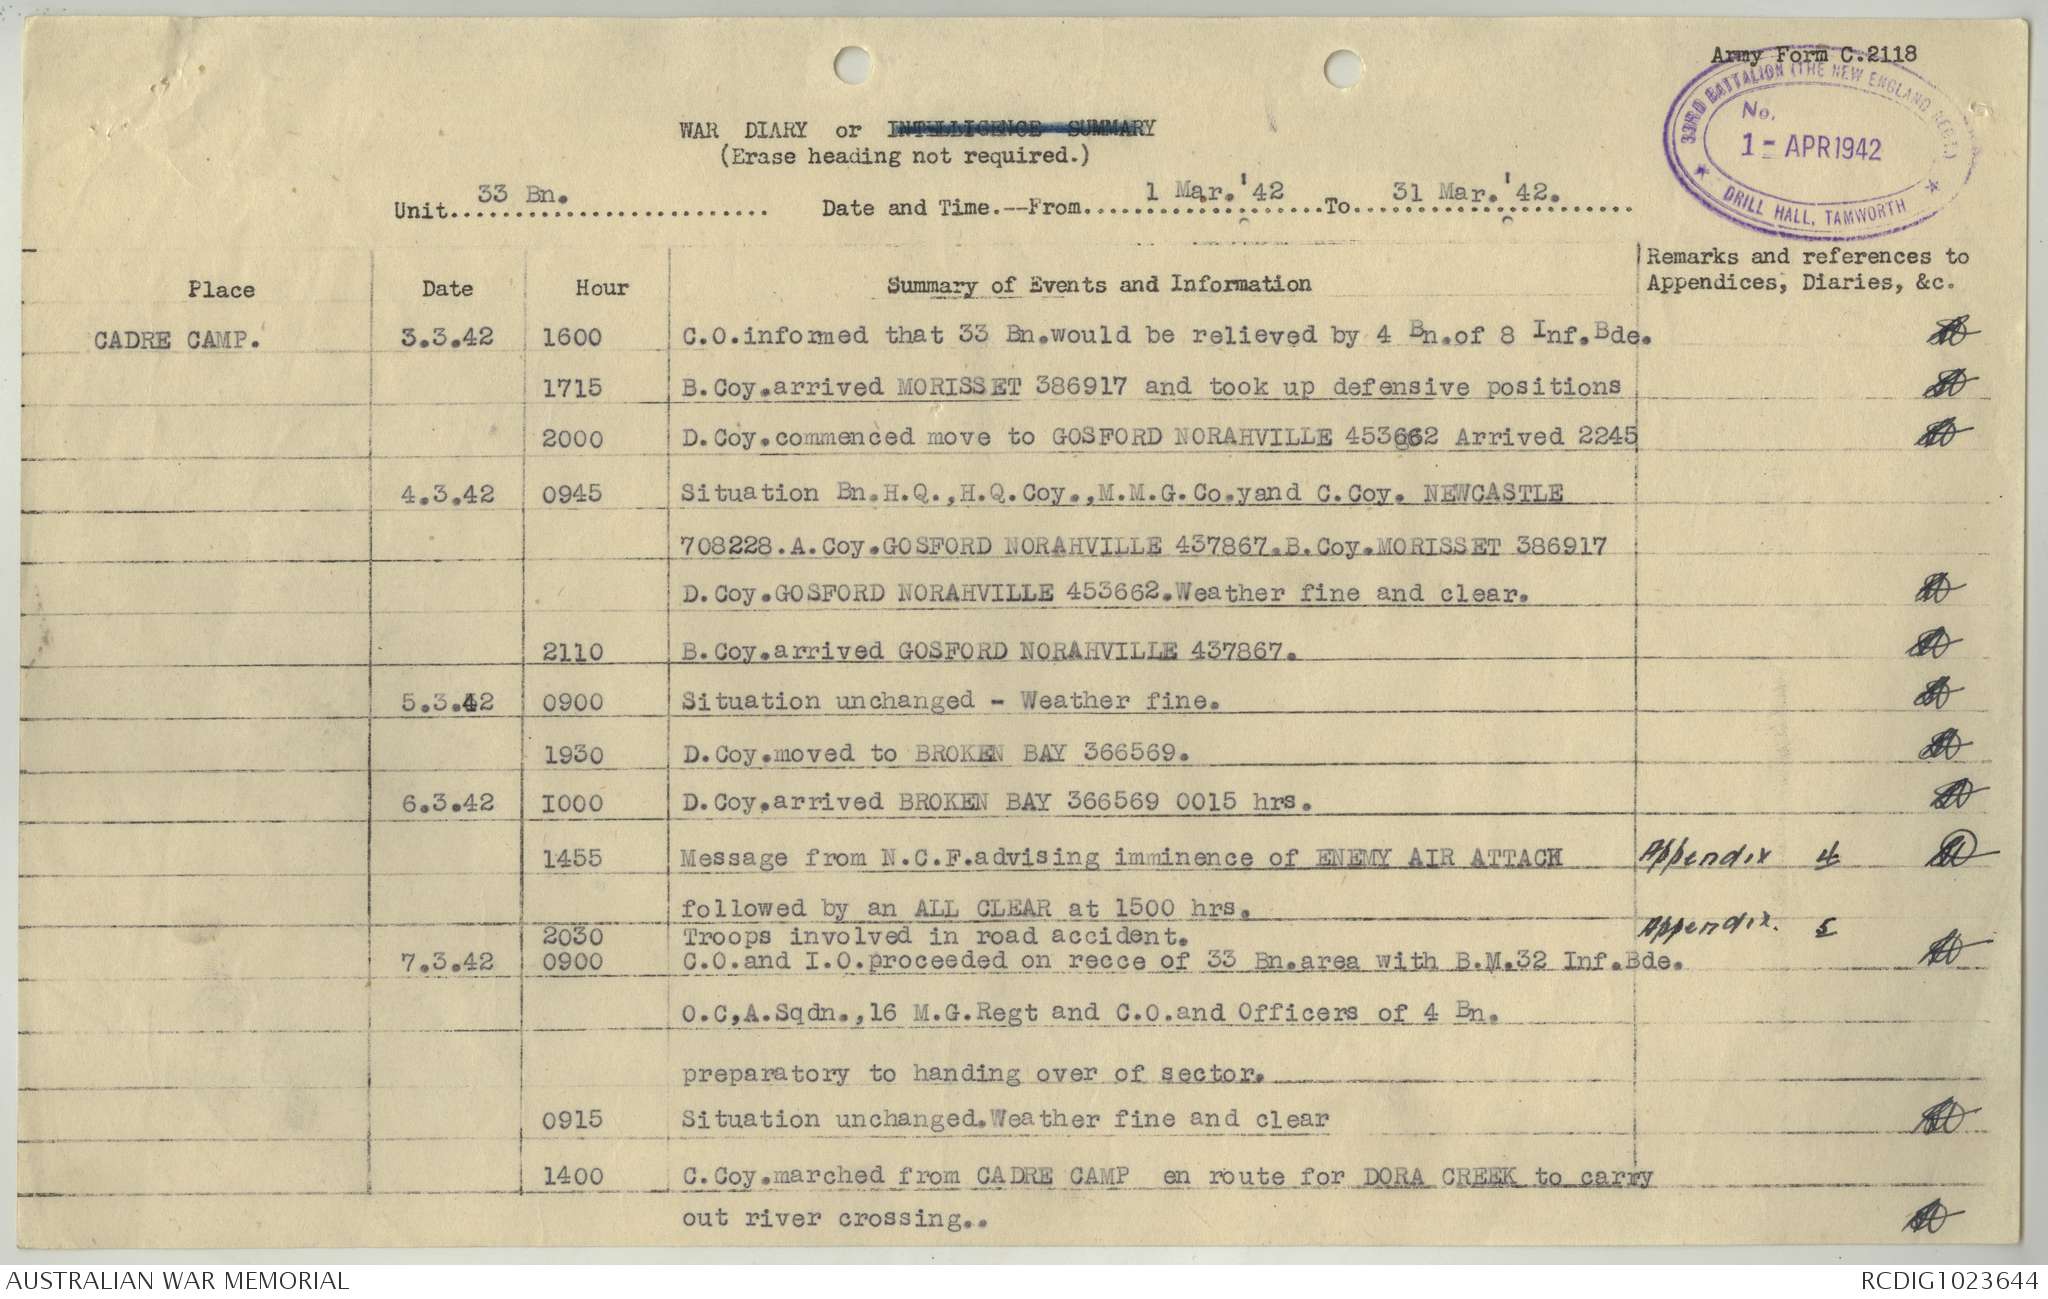 Army Form C.2118
33RD BATTALION (THE NEW ENGLAND REGT.)
No.
1 - APR 1942
DRILL HALL, TAMWORTH
WAR DIARY or INTELLIGENCE SUMMARY
(Erase heading not required.)
Unit 33 Bn. Date and Time.--From 1 Mar.'42 To 31 Mar.'42.
Place Date Hour Summary of Events and Information Remarks and references to
Appendices, Diaries, &c.
CADRE CAMP. 3.3.42 1600 C.O.informed that 33 Bn.would be relieved by 4 Bn.of 8 Inf.Bde.
1715 B.Coy.arrived MORISSET 386917 and took up defensive positions
2000 D.Coy.commenced move to GOSFORD NORAHVILLE 453662 Arrived 2245
4.3.42 0945 Situation Bn.H.Q.,H.Q.Coy.,M.M.G.Co.yand C.Coy. NEWCASTLE
708228.A.Coy.GOSFORD NORAHVILLE 437867.B.Coy.MORISSET 386917
D.Coy.GOSFORD NORAHVILLE 453662.Weather fine and clear.
2110 B.Coy.arrived GOSFORD NORAHVILLE 437867.
5.3.42 0900 Situation unchanged - Weather fine.
1930 D.Coy.moved to BROKEN BAY 366569.
6.3.42 I000 D.Coy.arrived BROKEN BAY 366569 0015 hrs.
1455 Message from N.C.F.advising imminence of ENEMY AIR ATTACK Appendix 4
followed by an ALL CLEAR at 1500 hrs.
2030 Troops involved in road accident. Appendix. 5
7.3.42 0900 C.O.and I.O.proceeded on recce of 33 Bn.area with B.M.32 Inf.Bde.
O.C,A.Sqdn.,16 M.G.Regt and C.O.and Officers of 4 Bn.
preparatory to handing over of sector.
0915 Situation unchanged.Weather fine and clear
1400 C.Coy.marched from CADRE CAMP en route for DORA CREEK to carry
out river crossing..
AUSTRALIAN WAR MEMORIAL RCDIG1023644